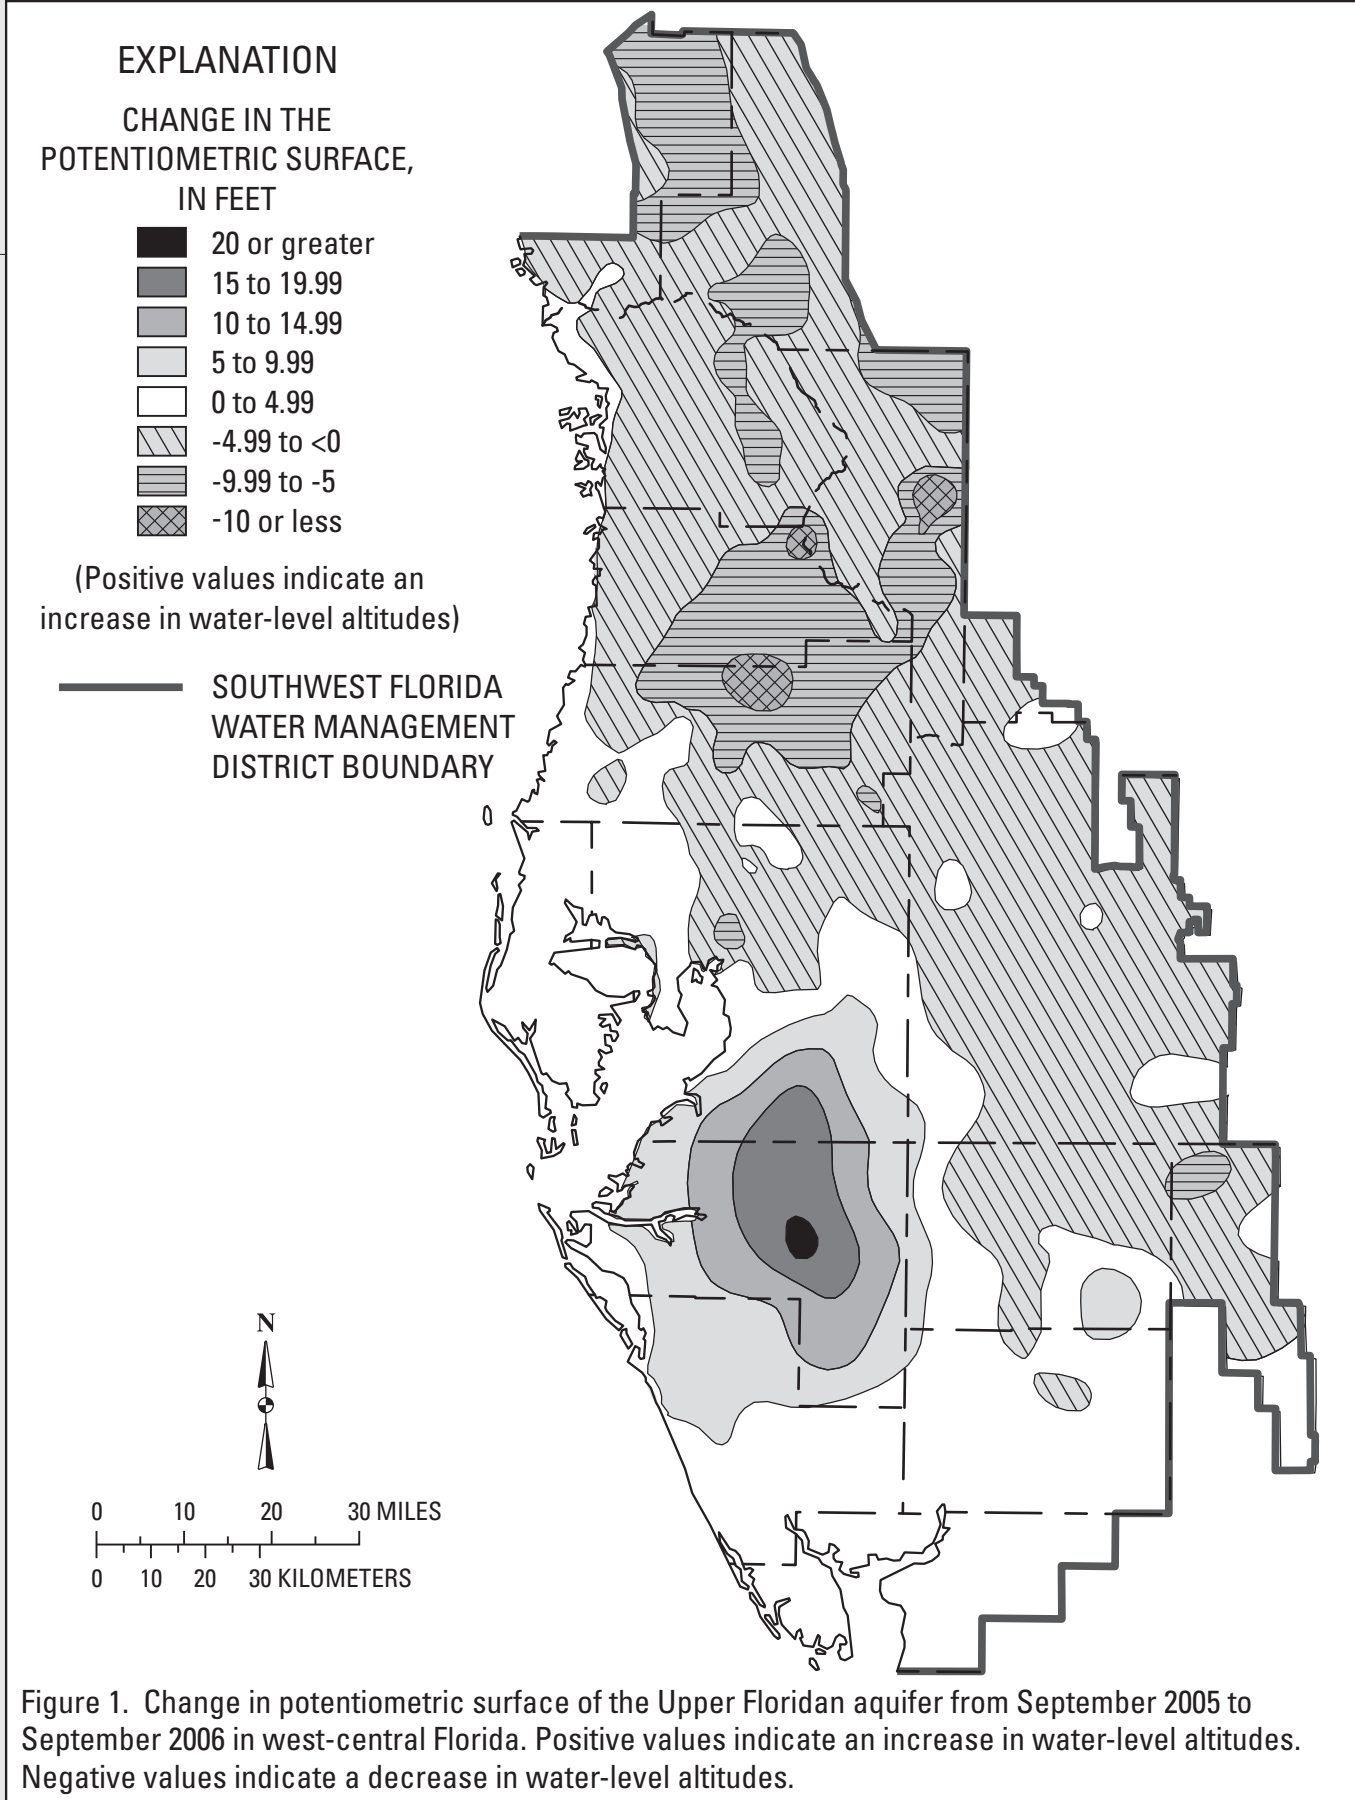 EXPLANATION
CHANGE IN THE
POTENTIOMETRIC SURFACE,
IN FEET
20 or greater
15 to 19.99
10 to 14.99
5 to 9.99
0 to 4.99
-4.99 to <0
-9.99 to -5
-10 or less
(Positive values indicate an
increase in water-level altitudes)
SOUTHWEST FLORIDA
WATER MANAGEMENT
DISTRICT BOUNDARY
N
0 10 20 30 MILES
0 10 20 30 KILOMETERS
Figure 1. Change in potentiometric surface of the Upper Floridan aquifer from September 2005 to
September 2006 in west-central Florida. Positive values indicate an increase in water-level altitudes.
Negative values indicate a decrease in water-level altitudes.